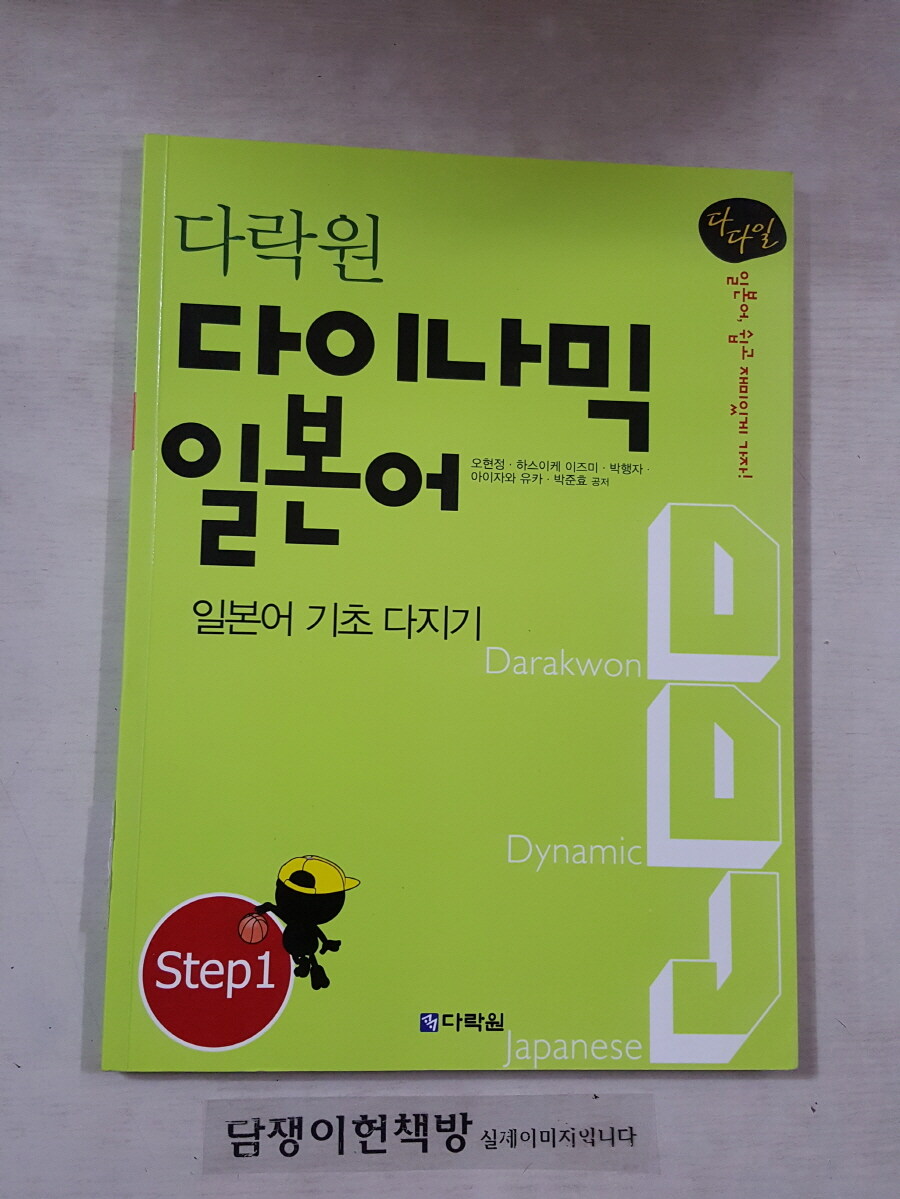 다락원
다이나믹
일본어
오현정 · 하스이케 이즈미 · 박행자 ·
아이자와 유카 · 박준효 공저
일본어 기초 다지기
다다일
일본어, 쉽고 재밌있게 가자!
Darakwon
D
Dynamic
D
Japanese
J
Step1
다락원
담쟁이헌책방 실제이미지입니다